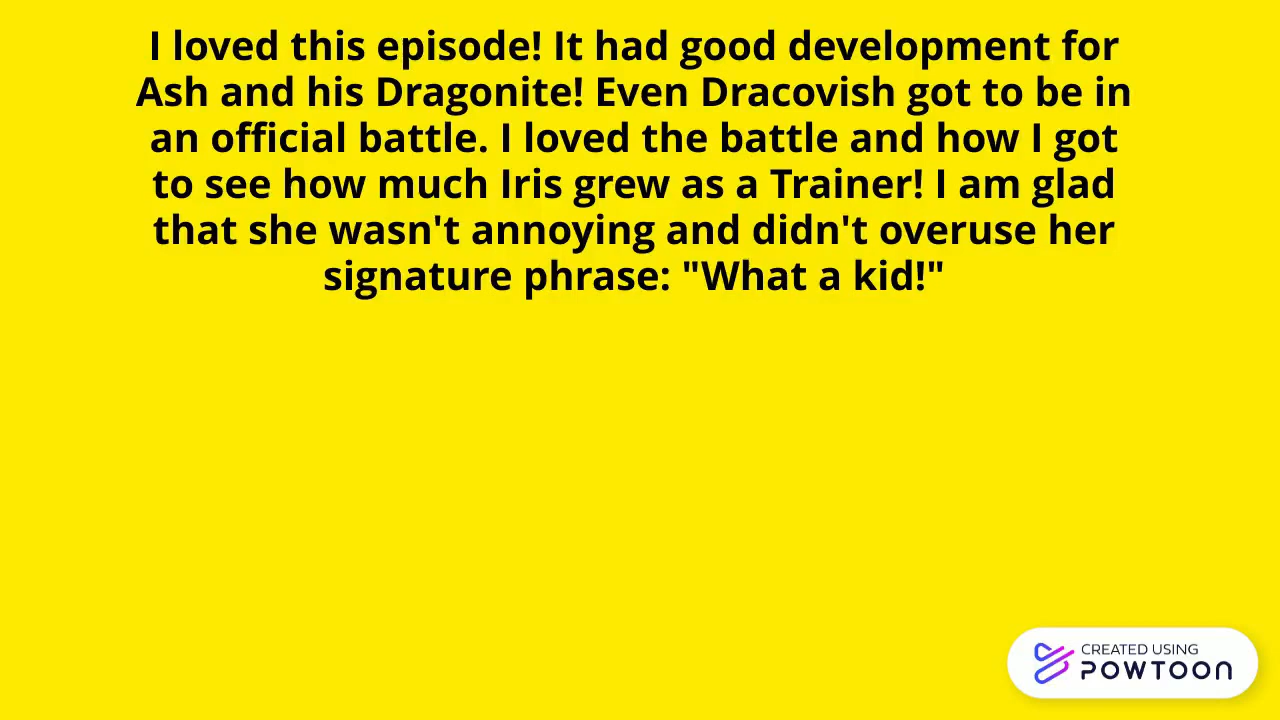 I loved this episode! It had good development for
Ash and his Dragonite! Even Dracovish got to be in
an official battle. I loved the battle and how I got
to see how much Iris grew as a Trainer! I am glad
that she wasn't annoying and didn't overuse her
signature phrase: "What a kid!"
CREATED USING
POWTOON